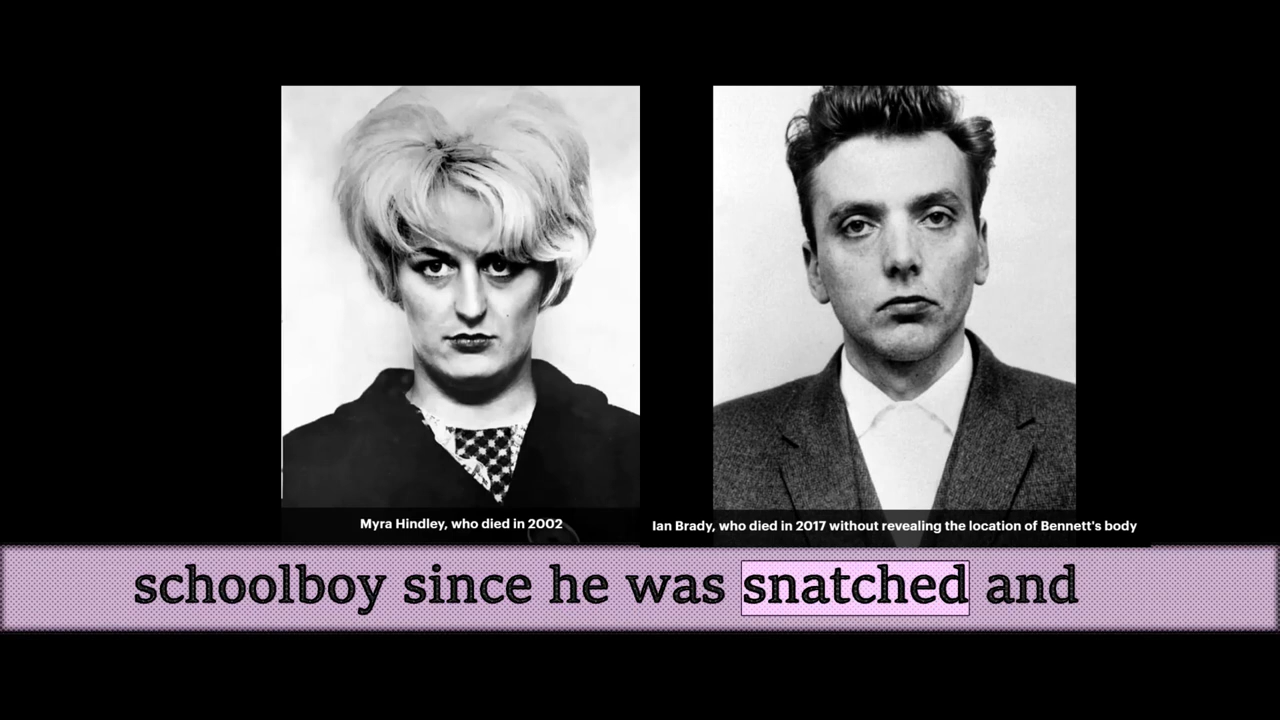 Myra Hindley, who died in 2002
Ian Brady, who died in 2017 without revealing the location of Bennett's body
schoolboy since he was snatched and